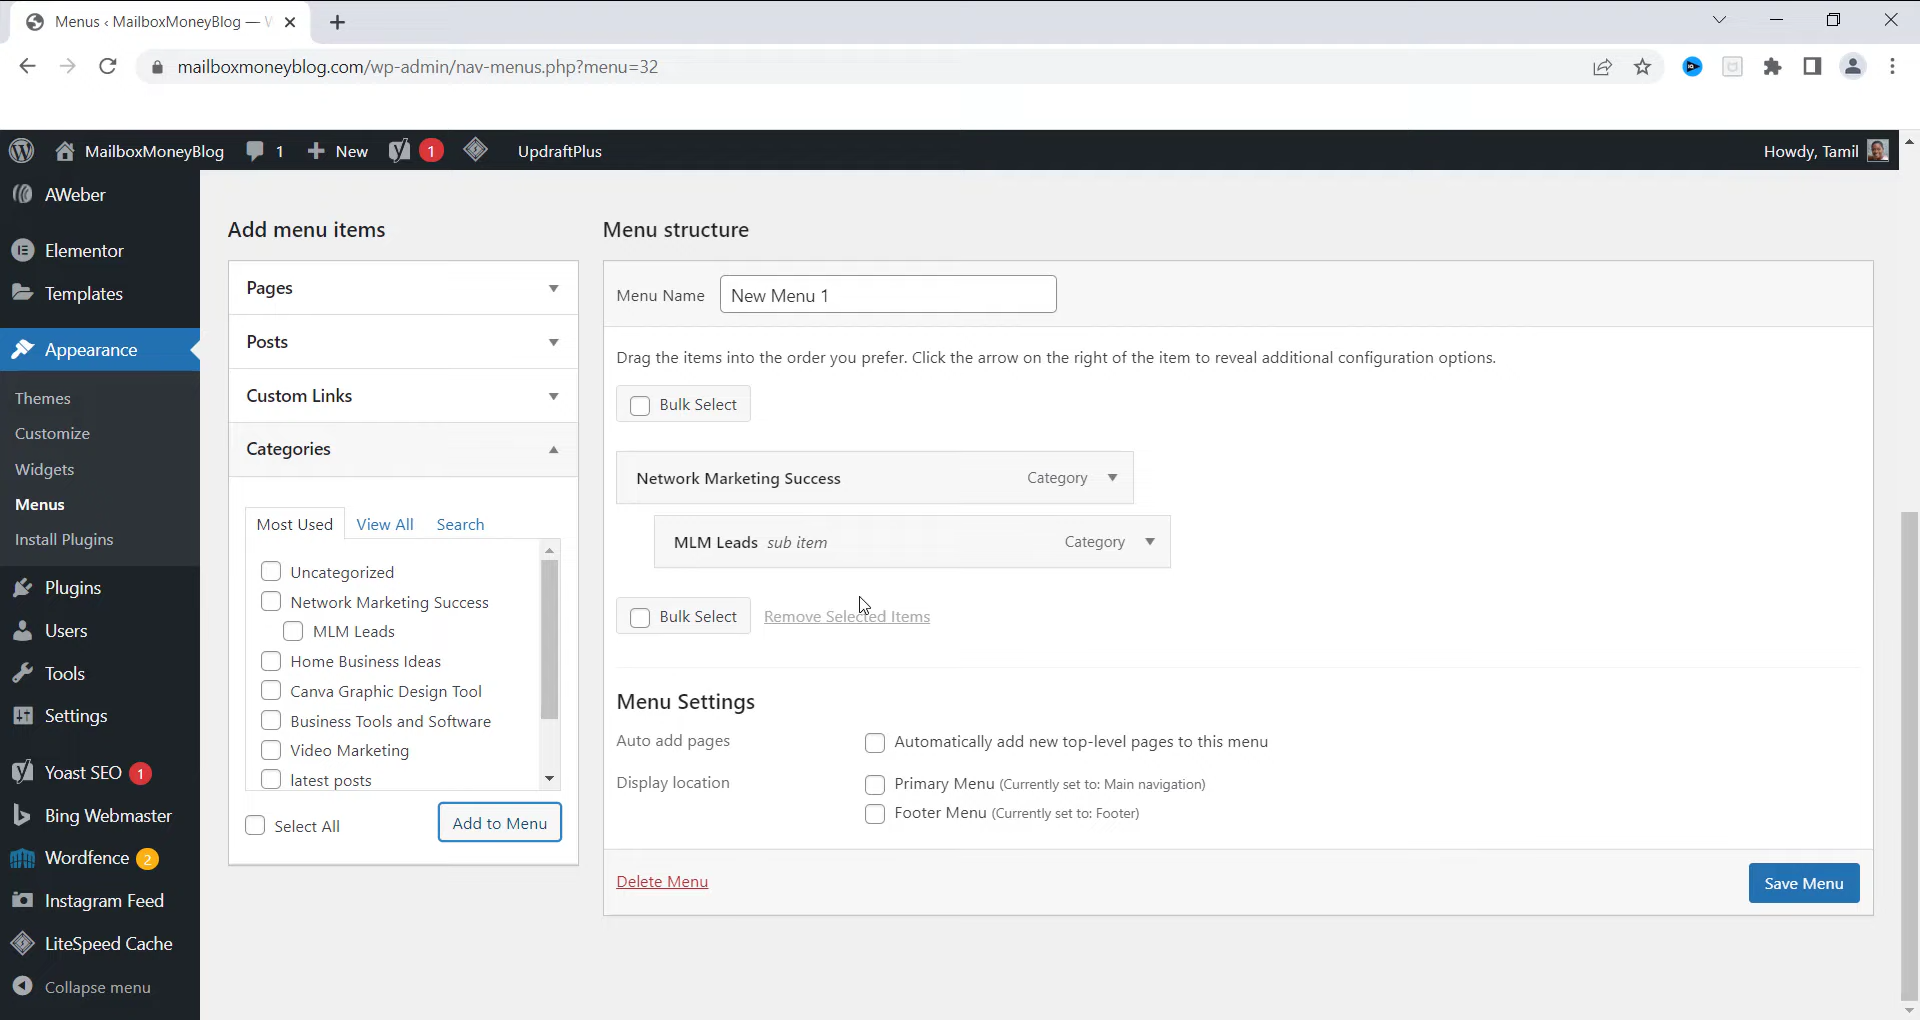 Menus ‹ MailboxMoneyBlog — W
mailboxmoneyblog.com/wp-admin/nav-menus.php?menu=32
MailboxMoneyBlog 1 + New 1 UpdraftPlus Howdy, Tamil
AWeber
Elementor
Templates
Appearance
Themes
Customize
Widgets
Menus
Install Plugins
Plugins
Users
Tools
Settings
Yoast SEO 1
Bing Webmaster
Wordfence 2
Instagram Feed
LiteSpeed Cache
Collapse menu
Add menu items
Pages
Posts
Custom Links
Categories
Most Used View All Search
Uncategorized
Network Marketing Success
MLM Leads
Home Business Ideas
Canva Graphic Design Tool
Business Tools and Software
Video Marketing
latest posts
Select All Add to Menu
Menu structure
Menu Name New Menu 1
Drag the items into the order you prefer. Click the arrow on the right of the item to reveal additional configuration options.
Bulk Select
Network Marketing Success Category
MLM Leads sub item Category
Bulk Select Remove Selected Items
Menu Settings
Auto add pages Automatically add new top-level pages to this menu
Display location Primary Menu (Currently set to: Main navigation)
Footer Menu (Currently set to: Footer)
Delete Menu Save Menu